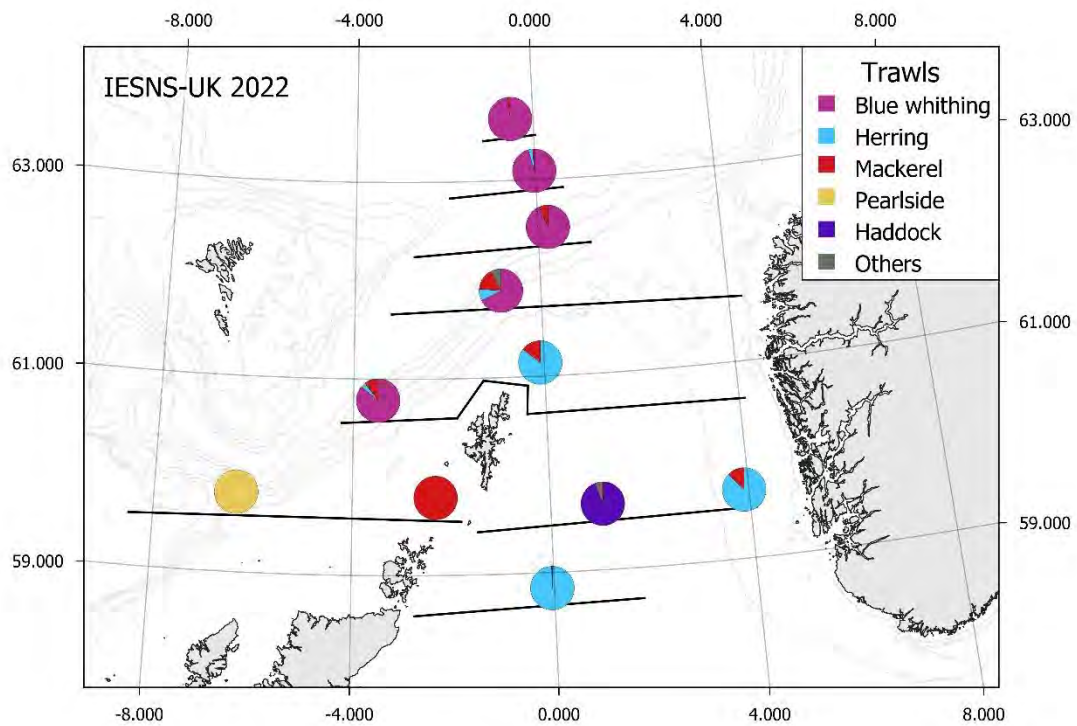 -8.000 -4.000 0.000 4.000 8.000
IESNS-UK 2022
Trawls
Blue whithing
Herring
Mackerel
Pearlside
Haddock
Others
63.000
63.000
61.000
61.000
59.000
59.000
-8.000 -4.000 0.000 4.000 8.000